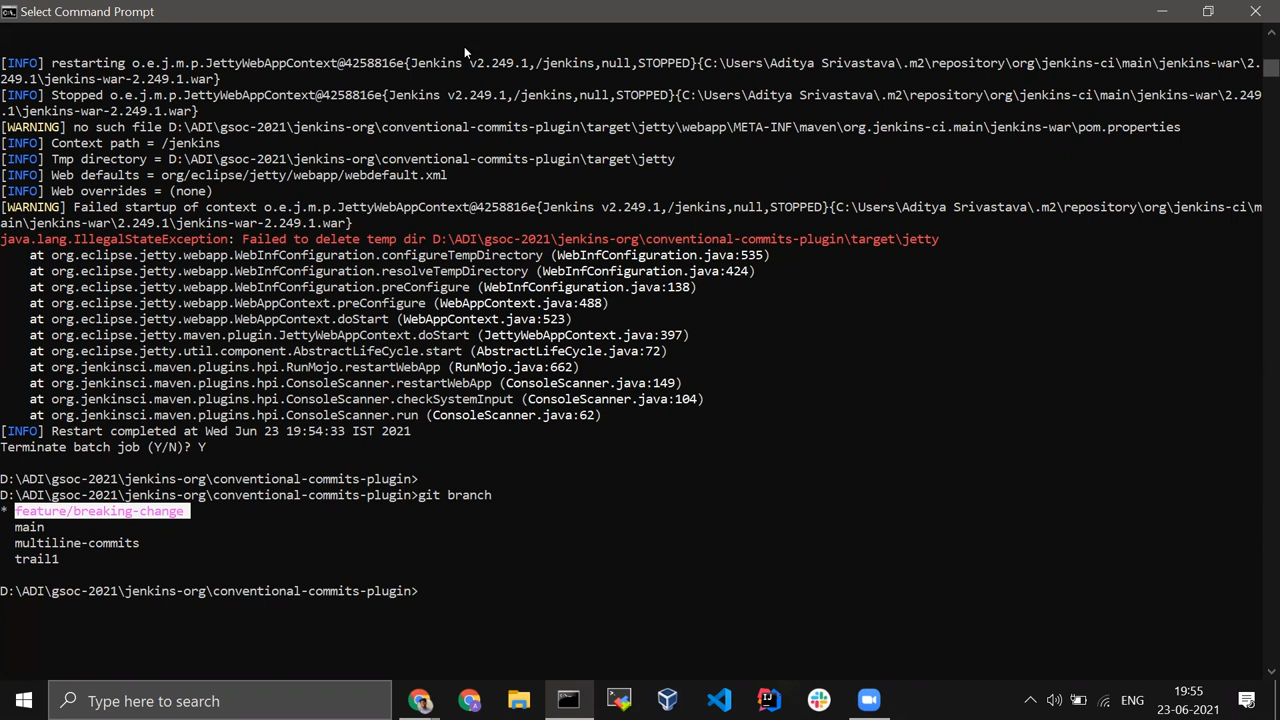 Select Command Prompt
[INFO] restarting o.e.j.m.p.JettyWebAppContext@4258816e{Jenkins v2.249.1,/jenkins,null,STOPPED}{C:\Users\Aditya Srivastava\.m2\repository\org\jenkins-ci\main\jenkins-war\2.
249.1\jenkins-war-2.249.1.war}
[INFO] Stopped o.e.j.m.p.JettyWebAppContext@4258816e{Jenkins v2.249.1,/jenkins,null,STOPPED}{C:\Users\Aditya Srivastava\.m2\repository\org\jenkins-ci\main\jenkins-war\2.249
.1\jenkins-war-2.249.1.war}
[WARNING] no such file D:\ADI\gsoc-2021\jenkins-org\conventional-commits-plugin\target\jetty\webapp\META-INF\maven\org.jenkins-ci.main\jenkins-war\pom.properties
[INFO] Context path = /jenkins
[INFO] Tmp directory = D:\ADI\gsoc-2021\jenkins-org\conventional-commits-plugin\target\jetty
[INFO] Web defaults = org/eclipse/jetty/webapp/webdefault.xml
[INFO] Web overrides = (none)
[WARNING] Failed startup of context o.e.j.m.p.JettyWebAppContext@4258816e{Jenkins v2.249.1,/jenkins,null,STOPPED}{C:\Users\Aditya Srivastava\.m2\repository\org\jenkins-ci\m
ain\jenkins-war\2.249.1\jenkins-war-2.249.1.war}
java.lang.IllegalStateException: Failed to delete temp dir D:\ADI\gsoc-2021\jenkins-org\conventional-commits-plugin\target\jetty
at org.eclipse.jetty.webapp.WebInfConfiguration.configureTempDirectory (WebInfConfiguration.java:535)
at org.eclipse.jetty.webapp.WebInfConfiguration.resolveTempDirectory (WebInfConfiguration.java:424)
at org.eclipse.jetty.webapp.WebInfConfiguration.preConfigure (WebInfConfiguration.java:138)
at org.eclipse.jetty.webapp.WebAppContext.preConfigure (WebAppContext.java:488)
at org.eclipse.jetty.webapp.WebAppContext.doStart (WebAppContext.java:523)
at org.eclipse.jetty.maven.plugin.JettyWebAppContext.doStart (JettyWebAppContext.java:397)
at org.eclipse.jetty.util.component.AbstractLifeCycle.start (AbstractLifeCycle.java:72)
at org.jenkinsci.maven.plugins.hpi.RunMojo.restartWebApp (RunMojo.java:662)
at org.jenkinsci.maven.plugins.hpi.ConsoleScanner.restartWebApp (ConsoleScanner.java:149)
at org.jenkinsci.maven.plugins.hpi.ConsoleScanner.checkSystemInput (ConsoleScanner.java:104)
at org.jenkinsci.maven.plugins.hpi.ConsoleScanner.run (ConsoleScanner.java:62)
[INFO] Restart completed at Wed Jun 23 19:54:33 IST 2021
Terminate batch job (Y/N)? Y
D:\ADI\gsoc-2021\jenkins-org\conventional-commits-plugin>
D:\ADI\gsoc-2021\jenkins-org\conventional-commits-plugin>git branch
* feature/breaking-change
main
multiline-commits
trail1
D:\ADI\gsoc-2021\jenkins-org\conventional-commits-plugin>
Type here to search
ENG
19:55
23-06-2021